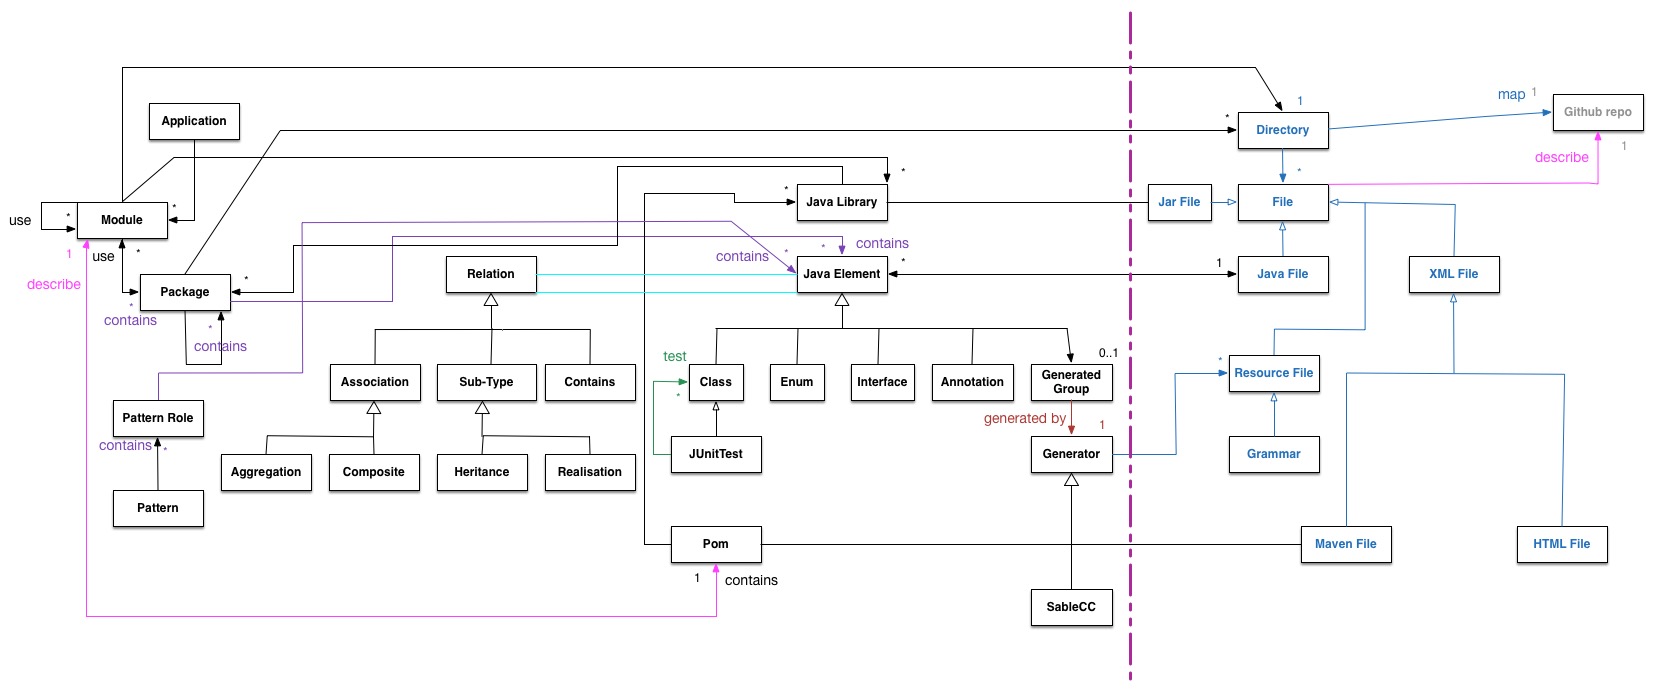 map
1
1
Github repo
1
Application
*
Directory
describe
*
*
Java Library
Jar File
File
*
*
use
*
Module
1
use
*
contains
*
*
contains
Relation
Java Element
*
1
Java File
XML File
describe
*
Package
*
contains
*
contains
test
*
Association
Sub-Type
Contains
Class
Enum
Interface
Annotation
0..1
Generated
Group
*
Resource File
Pattern Role
contains
*
generated by
1
Aggregation
Composite
Heritance
Realisation
JUnitTest
Generator
Grammar
Pattern
Pom
Maven File
HTML File
1
contains
SableCC